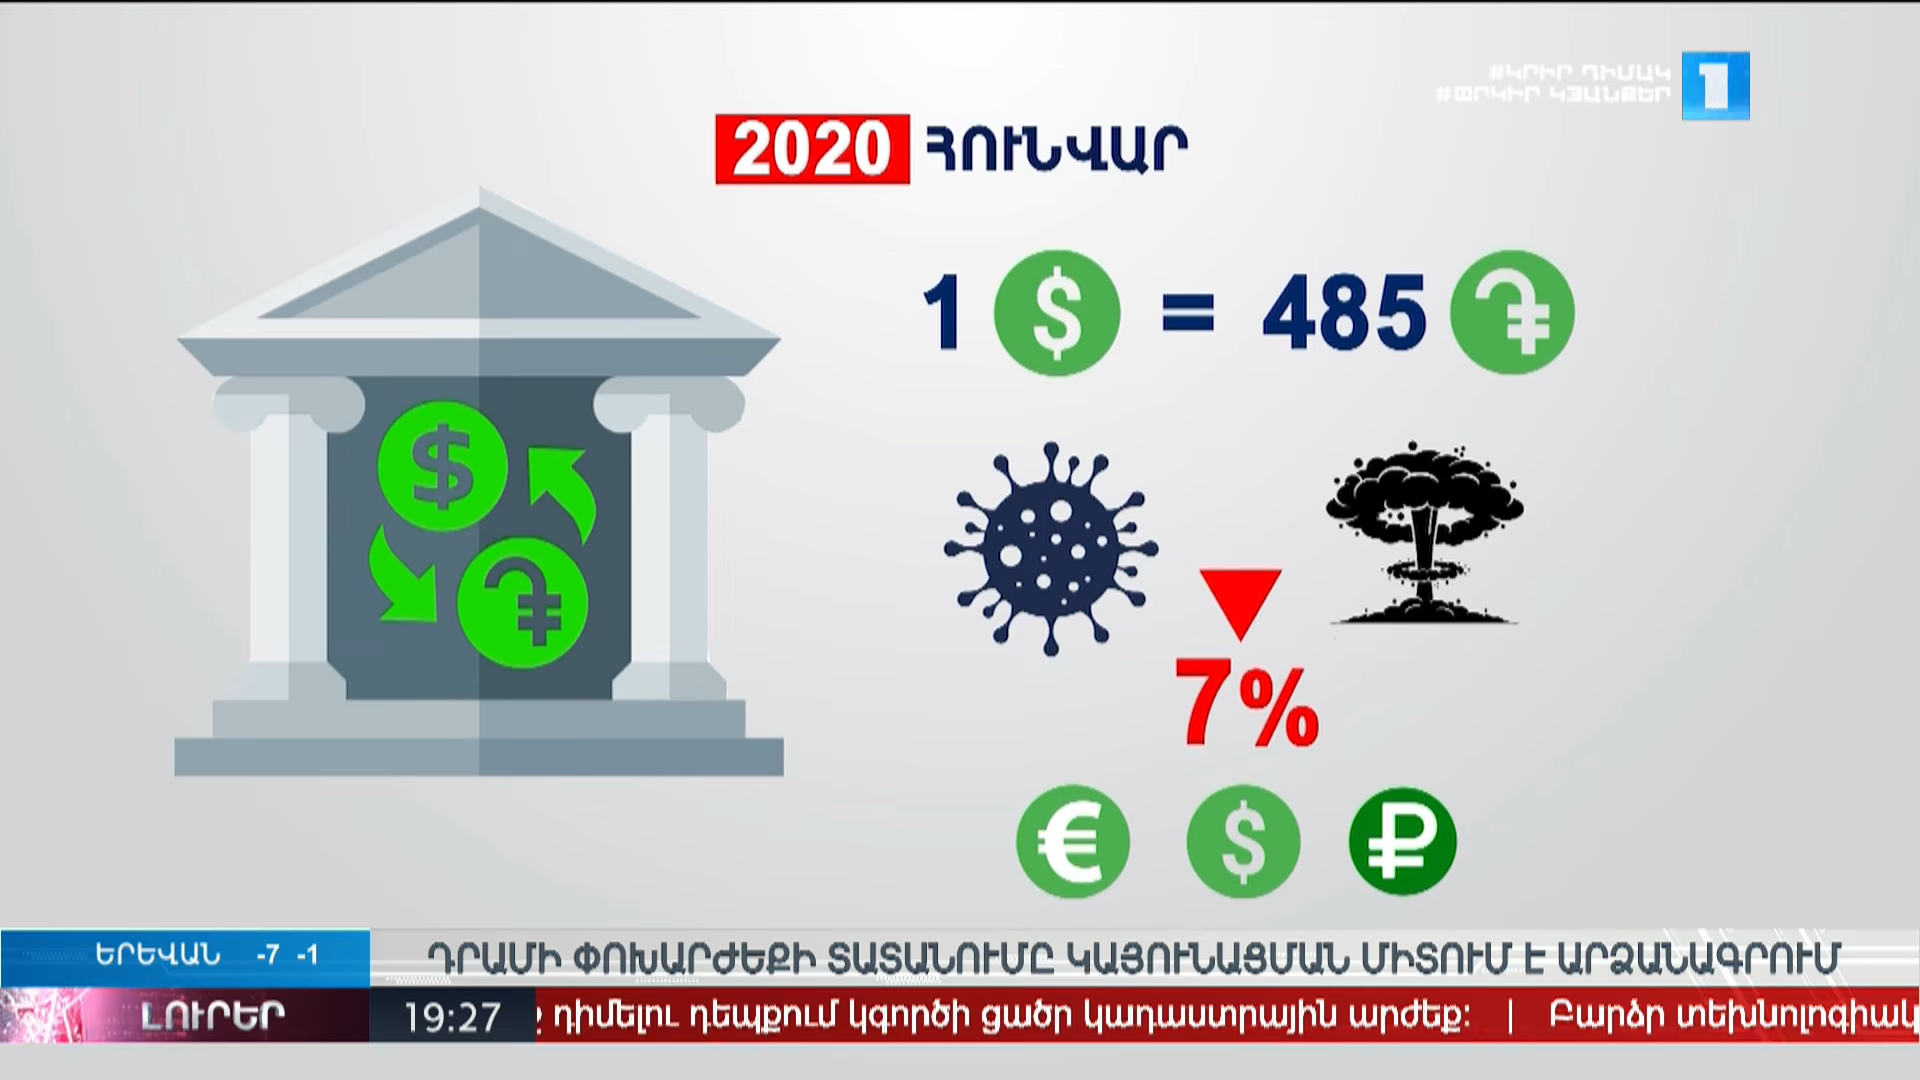 #ԿՐԻՐ ԴԻՄԱԿ
#ՓՐԿԻՐ ԿՅԱՆՔԵՐ
1
2020 ՀՈՒՆՎԱՐ
1 $ = 485 ֏
$
֏
7%
€ $ ₽
ԵՐԵՎԱՆ -7 -1
ԴՐԱՄԻ ՓՈԽԱՐԺԵՔԻ ՏԱՏԱՆՈՒՄԸ ԿԱՅՈՒՆԱՑՄԱՆ ՄԻՏՈՒՄ Է ԱՐՁԱՆԱԳՐՈՒՄ
ԼՈՒՐԵՐ 19:27 դիմելու դեպքում կգործի ցածր կադաստրային արժեք: | Բարձր տեխնոլոգիակ